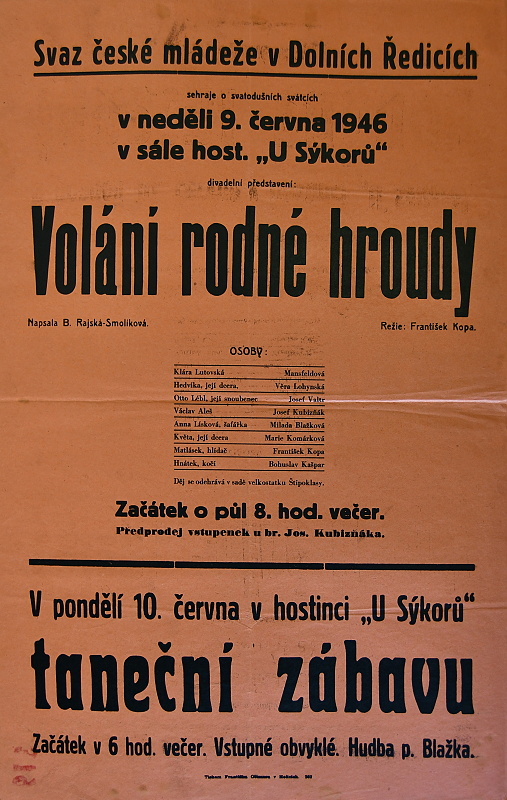 Svaz české mládeže v Dolních Ředicích
sehraje o svatodušních svátcích
v neděli 9. června 1946
v sále host. „U Sýkorů“
divadelní představení:
Volání rodné hroudy
Napsala B. Rajská-Smolíková.
Režie: František Kopa.
OSOBY:
Klára Lutovská Mansfeldová
Hedvika, její dcera, Věra Lohynská
Otto Lébl, její snoubenec Josef Valtr
Václav Aleš Josef Kubizňák
Anna Lísková, šafářka Milada Blažková
Květa, její dcera Marie Komárková
Matlásek, hlídač František Kopa
Hnátek, kočí Bohuslav Kašpar
Děj se odehrává v sadě velkostatku Štipoklasy.
Začátek o půl 8. hod. večer.
Předprodej vstupenek u br. Jos. Kubizňáka.
V pondělí 10. června v hostinci „U Sýkorů“
taneční zábavu
Začátek v 6 hod. večer. Vstupné obvyklé. Hudba p. Blažka.
Tiskem Františka v Holicích.